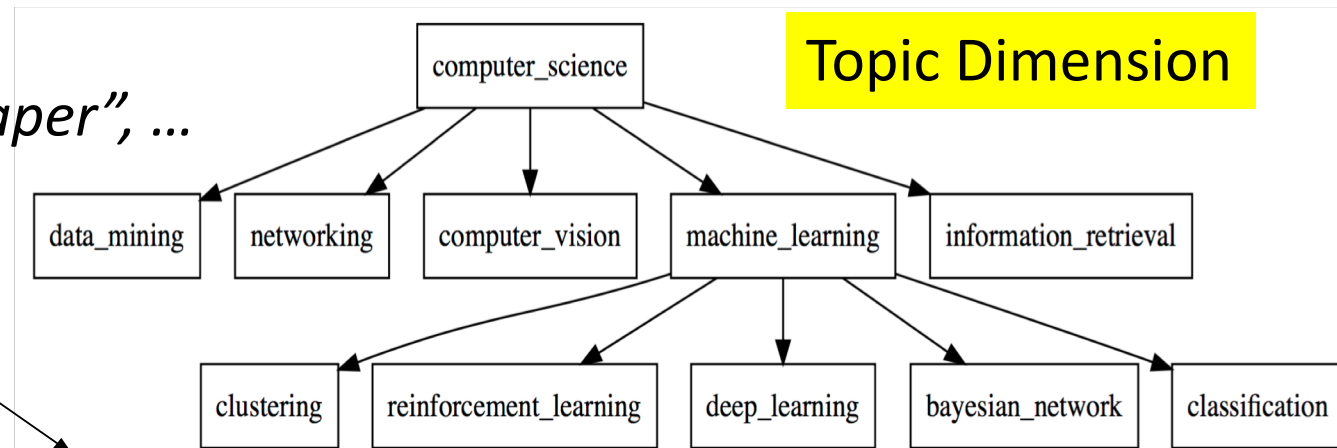 computer_science
Topic Dimension
aper”, …
data_mining
networking
computer_vision
machine_learning
information_retrieval
clustering
reinforcement_learning
deep_learning
bayesian_network
classification